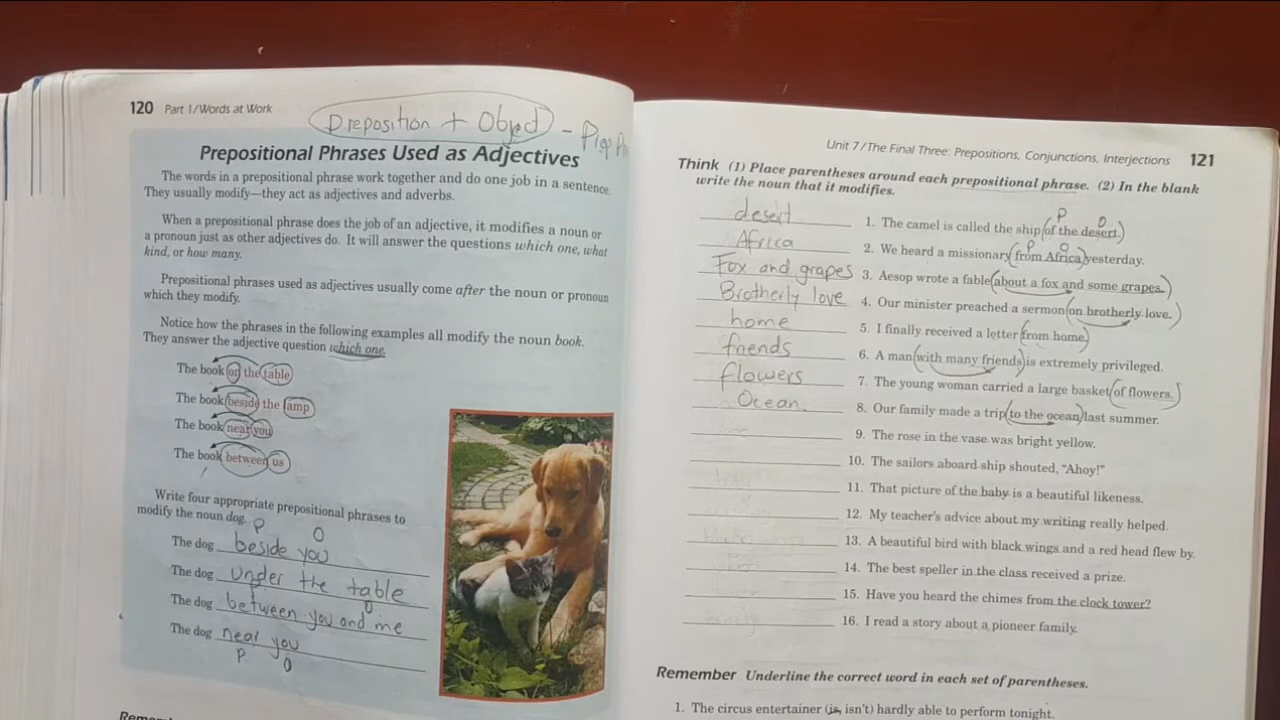 120 Part 1/Words at Work
Preposition + Object - Prep
Prepositional Phrases Used as Adjectives
The words in a prepositional phrase work together and do one job in a sentence.
They usually modify—they act as adjectives and adverbs.
When a prepositional phrase does the job of an adjective, it modifies a noun or
a pronoun just as other adjectives do. It will answer the questions which one, what
kind, or how many.
Prepositional phrases used as adjectives usually come after the noun or pronoun
which they modify.
Notice how the phrases in the following examples all modify the noun book.
They answer the adjective question which one.
The book on the table
The book beside the lamp
The book near you
The book between us
Write four appropriate prepositional phrases to
modify the noun dog.
P O
The dog beside you
The dog under the table
O
The dog between you and me
The dog near you
P. O
Unit 7/The Final Three: Prepositions, Conjunctions, Interjections 121
Think (1) Place parentheses around each prepositional phrase. (2) In the blank
write the noun that it modifies.
P O
desert 1. The camel is called the ship (of the desert.)
P O
Africa 2. We heard a missionary (from Africa) yesterday.
Fox and grapes 3. Aesop wrote a fable (about a fox and some grapes.)
Brotherly love 4. Our minister preached a sermon (on brotherly love.)
home 5. I finally received a letter (from home)
friends 6. A man (with many friends) is extremely privileged.
flowers 7. The young woman carried a large basket (of flowers.)
Ocean 8. Our family made a trip (to the ocean) last summer.
9. The rose in the vase was bright yellow.
10. The sailors aboard ship shouted, "Ahoy!"
11. That picture of the baby is a beautiful likeness.
12. My teacher's advice about my writing really helped.
13. A beautiful bird with black wings and a red head flew by.
14. The best speller in the class received a prize.
15. Have you heard the chimes from the clock tower?
16. I read a story about a pioneer family.
Remember Underline the correct word in each set of parentheses.
1. The circus entertainer (is, isn't) hardly able to perform tonight.